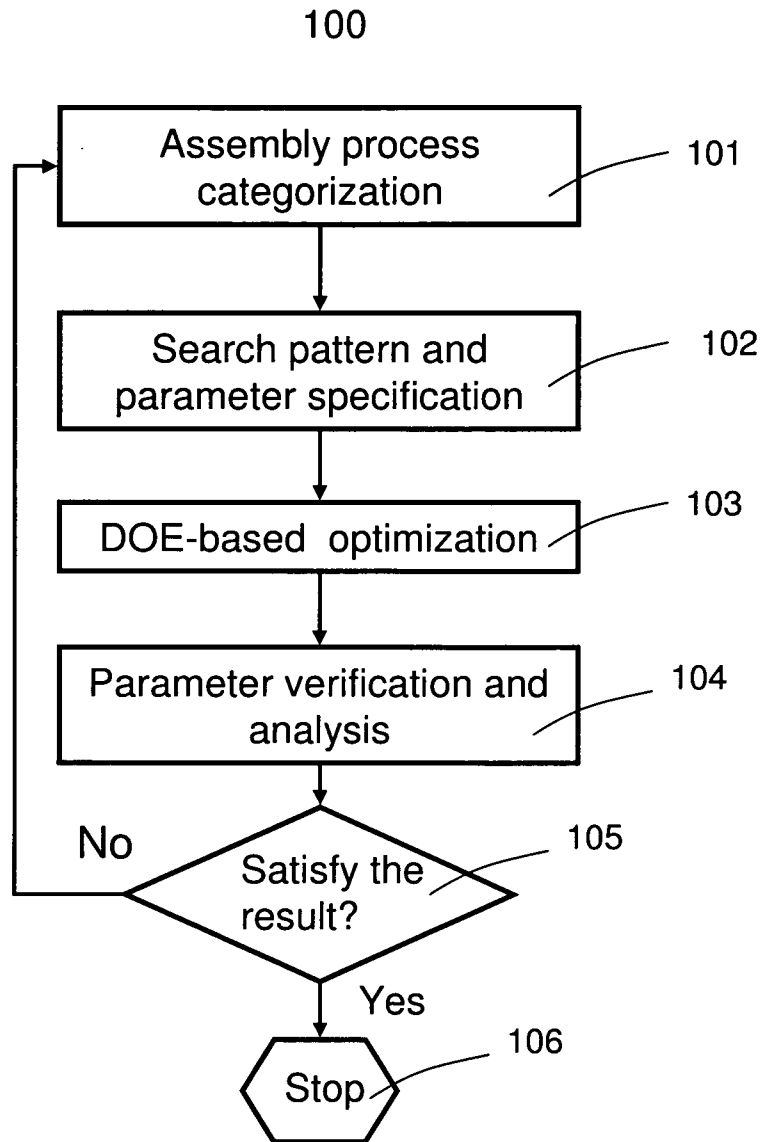 100
Assembly process
categorization
101
Search pattern and
parameter specification
102
DOE-based optimization
103
Parameter verification and
analysis
104
No
Satisfy the
result?
105
Yes
Stop
106